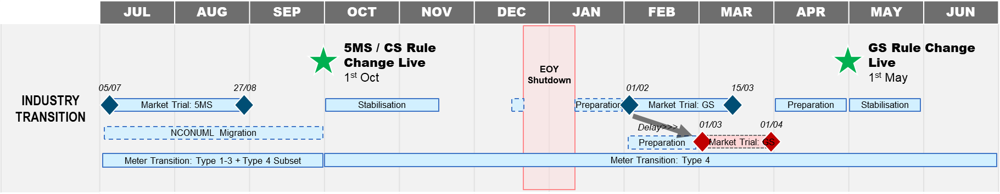 JUL AUG SEP OCT NOV DEC JAN FEB MAR APR MAY JUN
5MS / CS Rule
Change Live
1st Oct
GS Rule Change
Live
1st May
EOY
Shutdown
INDUSTRY
TRANSITION
05/07
27/08
01/02
15/03
Market Trial: 5MS
Stabilisation
Preparation
Market Trial: GS
Preparation
Stabilisation
Delay>>>
01/03
01/04
NCONUML Migration
Preparation
Market Trial: GS
Meter Transition: Type 1-3 + Type 4 Subset
Meter Transition: Type 4